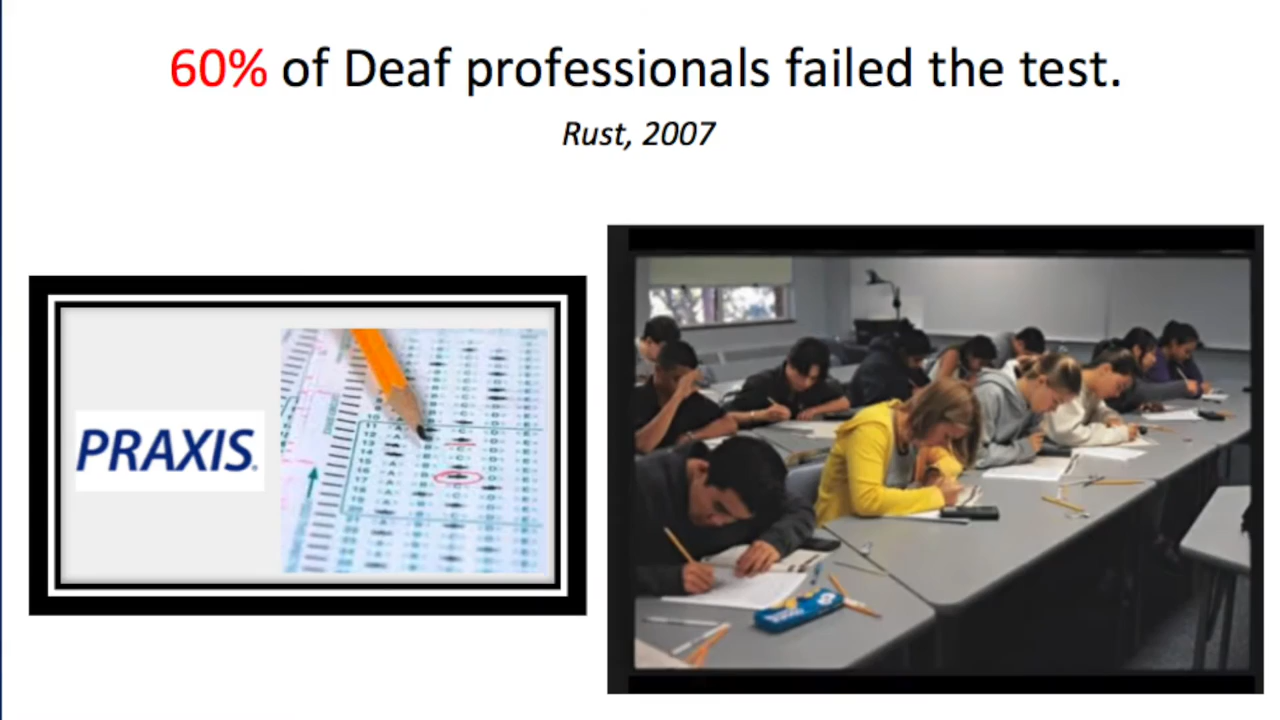 60% of Deaf professionals failed the test.
Rust, 2007
PRAXIS.